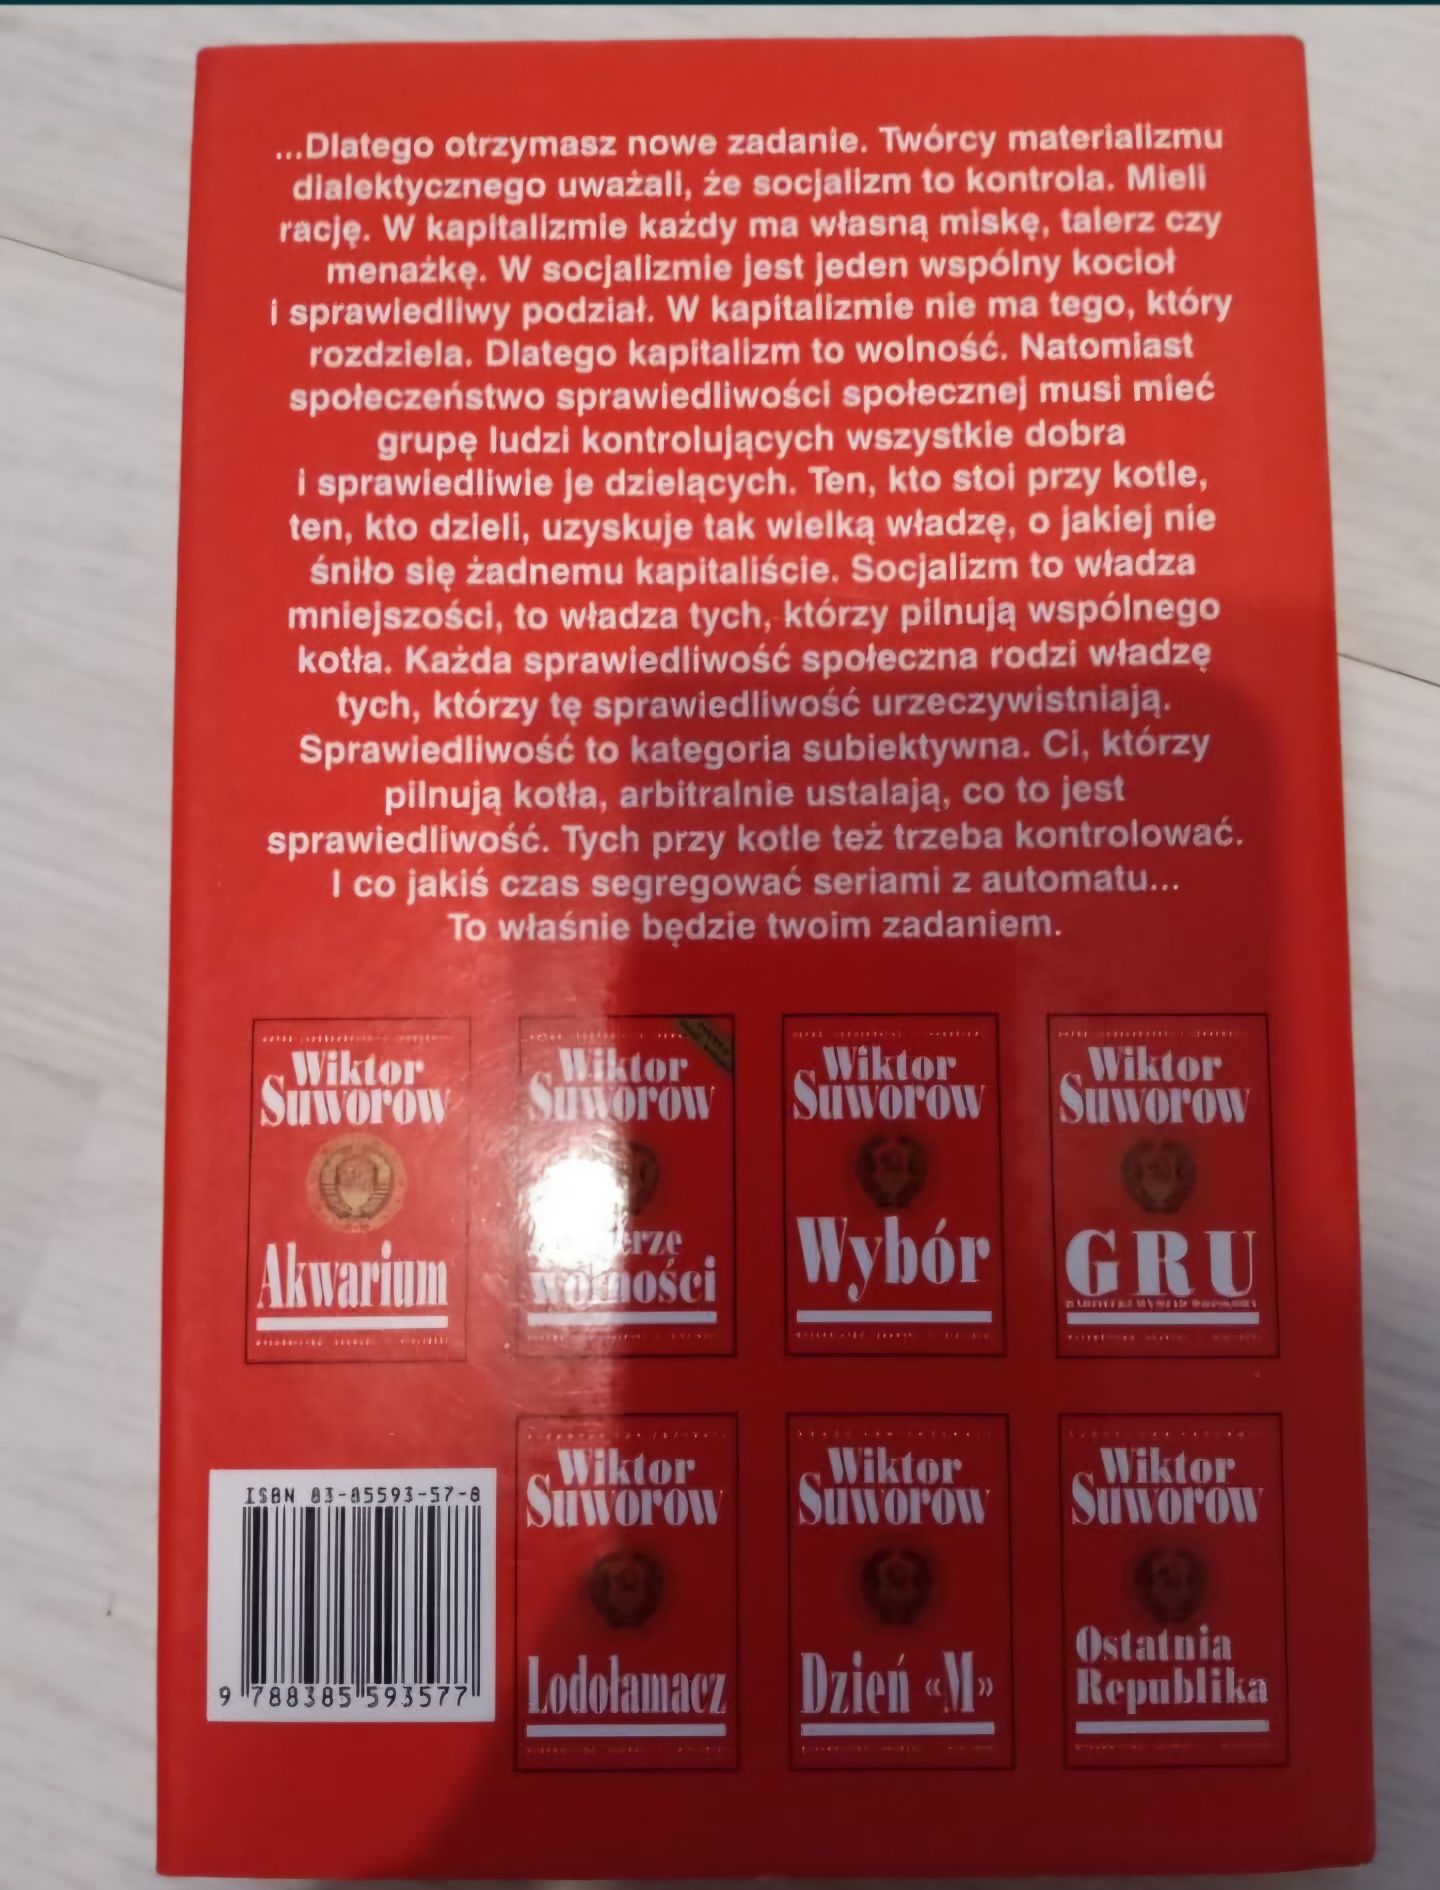 ...Dlatego otrzymasz nowe zadanie. Twórcy materializmu
dialektycznego uważali, że socjalizm to kontrola. Mieli
rację. W kapitalizmie każdy ma własną miskę, talerz czy
menażkę. W socjalizmie jest jeden wspólny kocioł
i sprawiedliwy podział. W kapitalizmie nie ma tego, który
rozdziela. Dlatego kapitalizm to wolność. Natomiast
społeczeństwo sprawiedliwości społecznej musi mieć
grupę ludzi kontrolujących wszystkie dobra
i sprawiedliwie je dzielących. Ten, kto stoi przy kotle,
ten, kto dzieli, uzyskuje tak wielką władzę, o jakiej nie
śniło się żadnemu kapitaliście. Socjalizm to władza
mniejszości, to władza tych, którzy pilnują wspólnego
kotła. Każda sprawiedliwość społeczna rodzi władzę
tych, którzy tę sprawiedliwość urzeczywistniają.
Sprawiedliwość to kategoria subiektywna. Ci, którzy
pilnują kotła, arbitralnie ustalają, co to jest
sprawiedliwość. Tych przy kotle też trzeba kontrolować.
I co jakiś czas segregować seriami z automatu...
To właśnie będzie twoim zadaniem.
Wiktor
Suworow
Akwarium
Wiktor
Suworow
wolności
Wiktor
Suworow
Wybór
Wiktor
Suworow
GRU
Wiktor
Suworow
Lodołamacz
Wiktor
Suworow
Dzień «M»
Wiktor
Suworow
Ostatnia
Republika
ISBN 83-85593-57-8
9 788385 593577